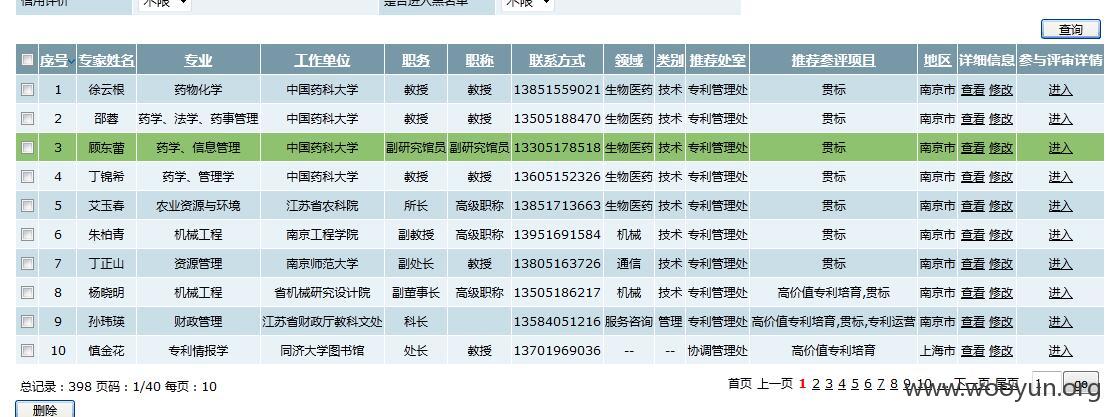 信用评价 不限 是否进入黑名单 不限
查询
序号 专家姓名 专业 工作单位 职务 职称 联系方式 领域 类别 推荐处室 推荐参评项目 地区 详细信息 参与评审详情
1 徐云根 药物化学 中国药科大学 教授 教授 13851559021 生物医药 技术 专利管理处 贯标 南京市 查看 修改 进入
2 邵蓉 药学、法学、药事管理 中国药科大学 教授 教授 13505188470 生物医药 技术 专利管理处 贯标 南京市 查看 修改 进入
3 顾东蕾 药学、信息管理 中国药科大学 副研究馆员 副研究馆员 13305178518 生物医药 技术 专利管理处 贯标 南京市 查看 修改 进入
4 丁锦希 药学、管理学 中国药科大学 教授 教授 13605152326 生物医药 技术 专利管理处 贯标 南京市 查看 修改 进入
5 艾玉春 农业资源与环境 江苏省农科院 所长 高级职称 13851713663 生物医药 技术 专利管理处 贯标 南京市 查看 修改 进入
6 朱柏青 机械工程 南京工程学院 副教授 高级职称 13951691584 机械 技术 专利管理处 贯标 南京市 查看 修改 进入
7 丁正山 资源管理 南京师范大学 副处长 教授 13805163726 通信 技术 专利管理处 贯标 南京市 查看 修改 进入
8 杨晓明 机械工程 省机械研究设计院 副董事长 高级职称 13505186217 机械 技术 专利管理处 高价值专利培育,贯标 南京市 查看 修改 进入
9 孙玮瑛 财政管理 江苏省财政厅教科文处 科长 13584051216 服务咨询 管理 专利管理处 高价值专利培育,贯标,专利运营 南京市 查看 修改 进入
10 慎金花 专利情报学 同济大学图书馆 处长 教授 13701969036 -- -- 协调管理处 高价值专利培育 上海市 查看 修改 进入
总记录：398 页码：1/40 每页：10 首页 上一页 1 2 3 4 5 6 7 8 9 10 下一页 尾页
www.wooyun.org
删除